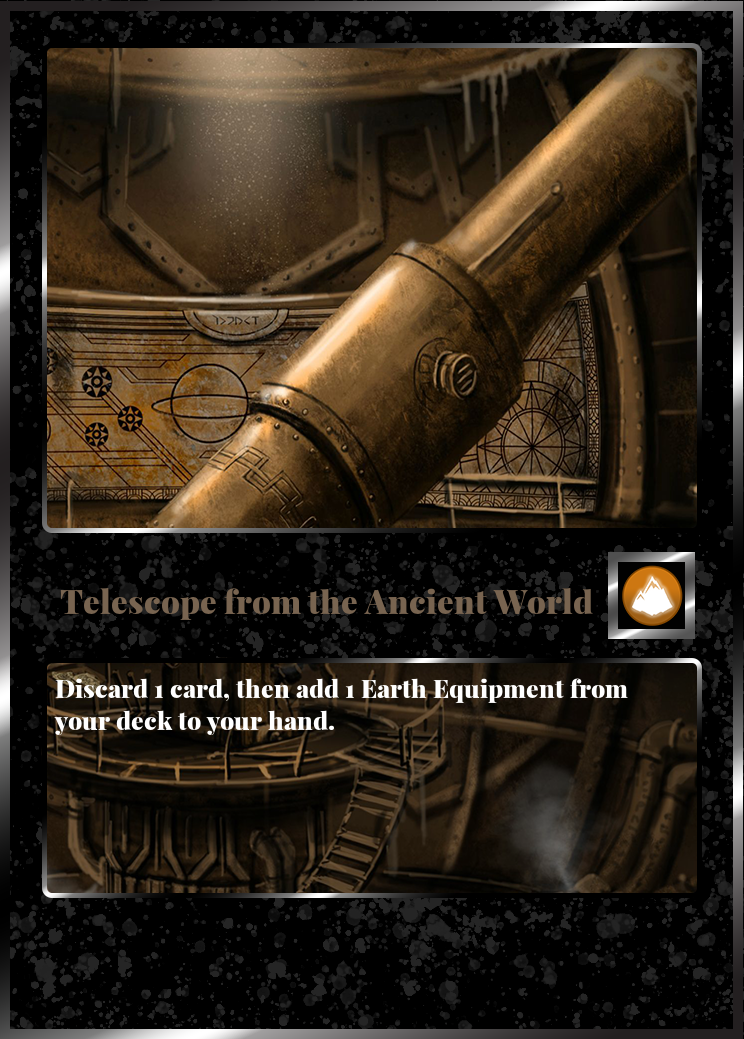 Telescope from the Ancient World
Discard 1 card, then add 1 Earth Equipment from
your deck to your hand.